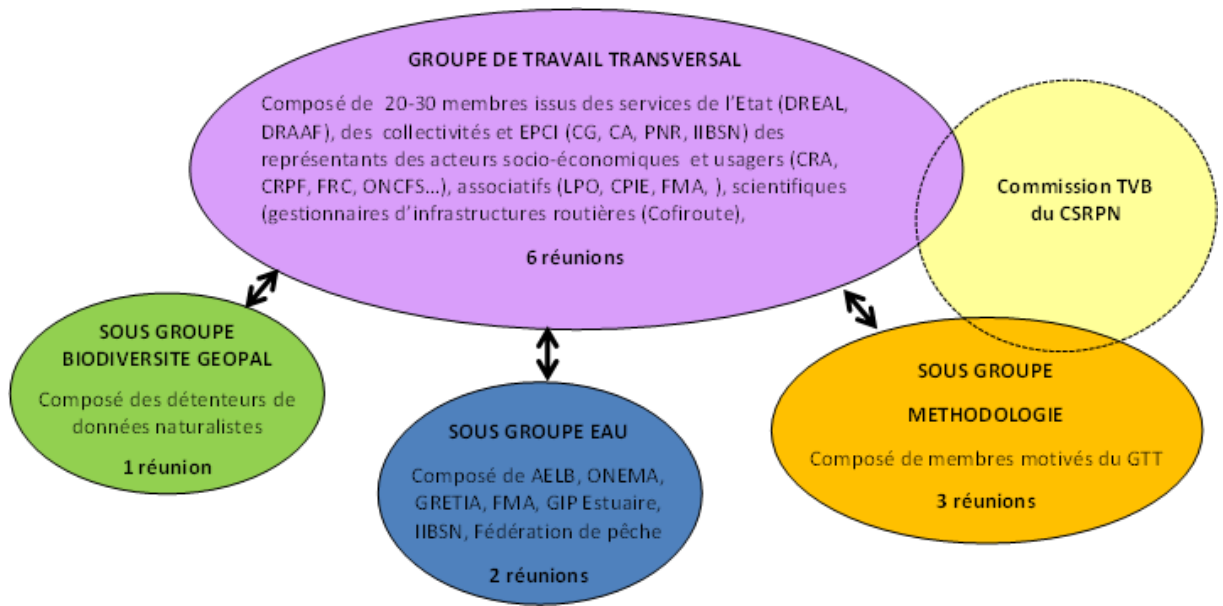 GROUPE DE TRAVAIL TRANSVERSAL
Composé de 20-30 membres issus des services de l'Etat (DREAL,
DRAAF), des collectivités et EPCI (CG, CA, PNR, IIBSN) des
représentants des acteurs socio-économiques et usagers (CRA,
CRPF, FRC, ONCFS...), associatifs (LPO, CPIE, FMA, ), scientifiques
(gestionnaires d'infrastructures routières (Cofiroute),
6 réunions
Commission TVB
du CSRPN
SOUS GROUPE
BIODIVERSITE GEOPAL
Composé des détenteurs de
données naturalistes
1 réunion
SOUS GROUPE EAU
Composé de AELB, ONEMA,
GRETIA, FMA, GIP Estuaire,
IIBSN, Fédération de pêche
2 réunions
SOUS GROUPE
METHODOLOGIE
Composé de membres motivés du GTT
3 réunions